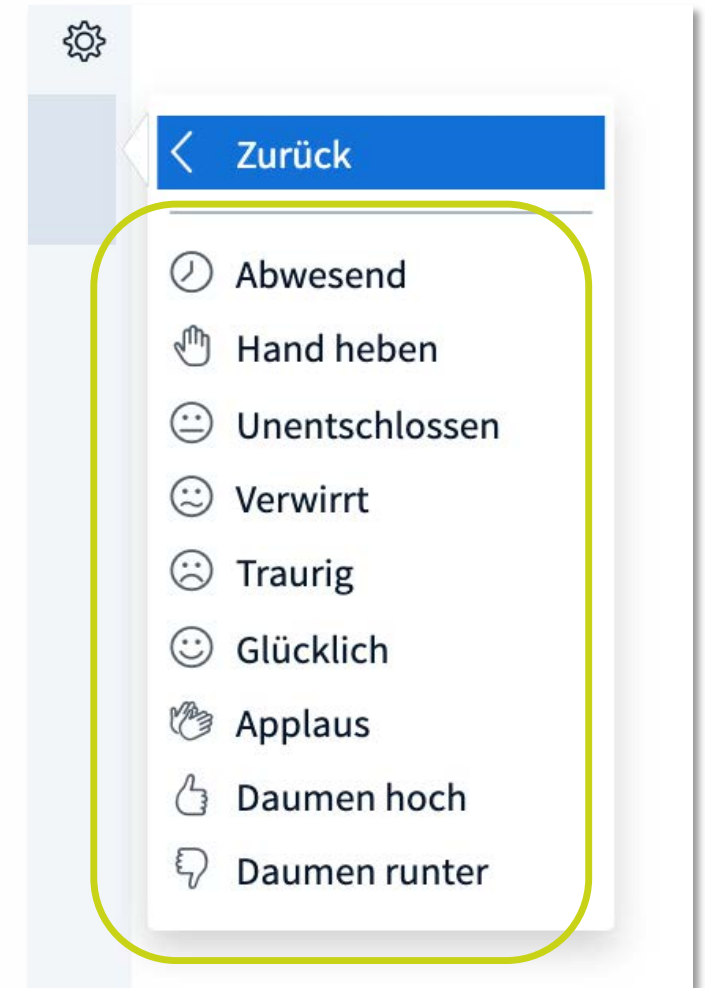 Zurück
Abwesend
Hand heben
Unentschlossen
Verwirrt
Traurig
Glücklich
Applaus
Daumen hoch
Daumen runter